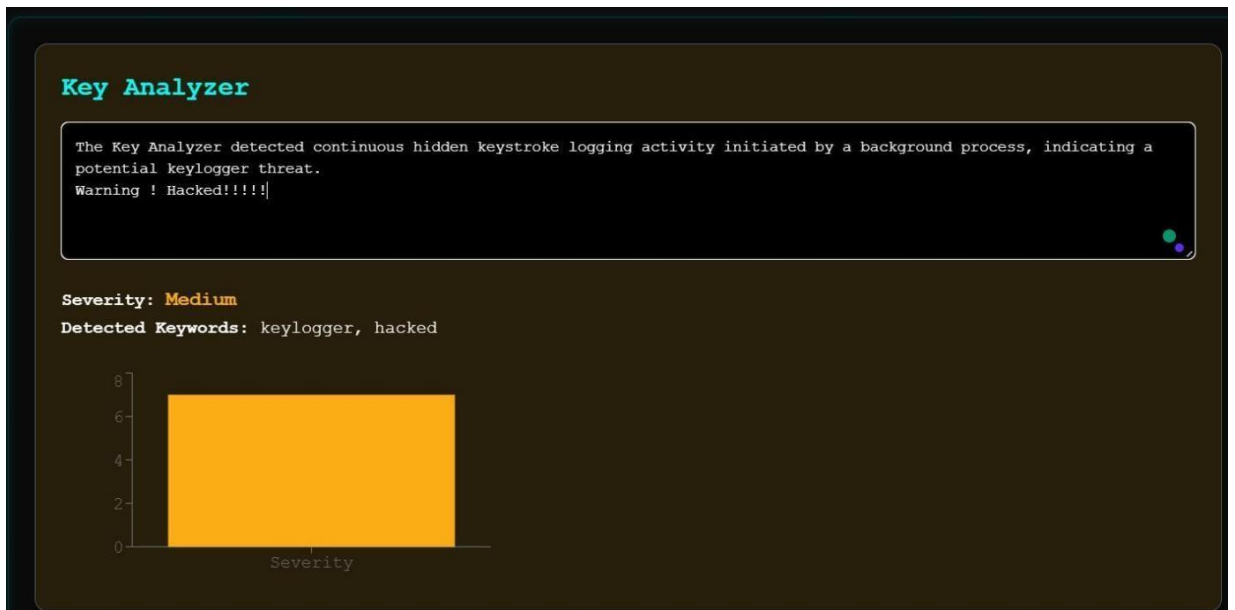 Key Analyzer
The Key Analyzer detected continuous hidden keystroke logging activity initiated by a background process, indicating a
potential keylogger threat.
Warning ! Hacked!!!!!
Severity: Medium
Detected Keywords: keylogger, hacked
8
6
4
2
0
Severity